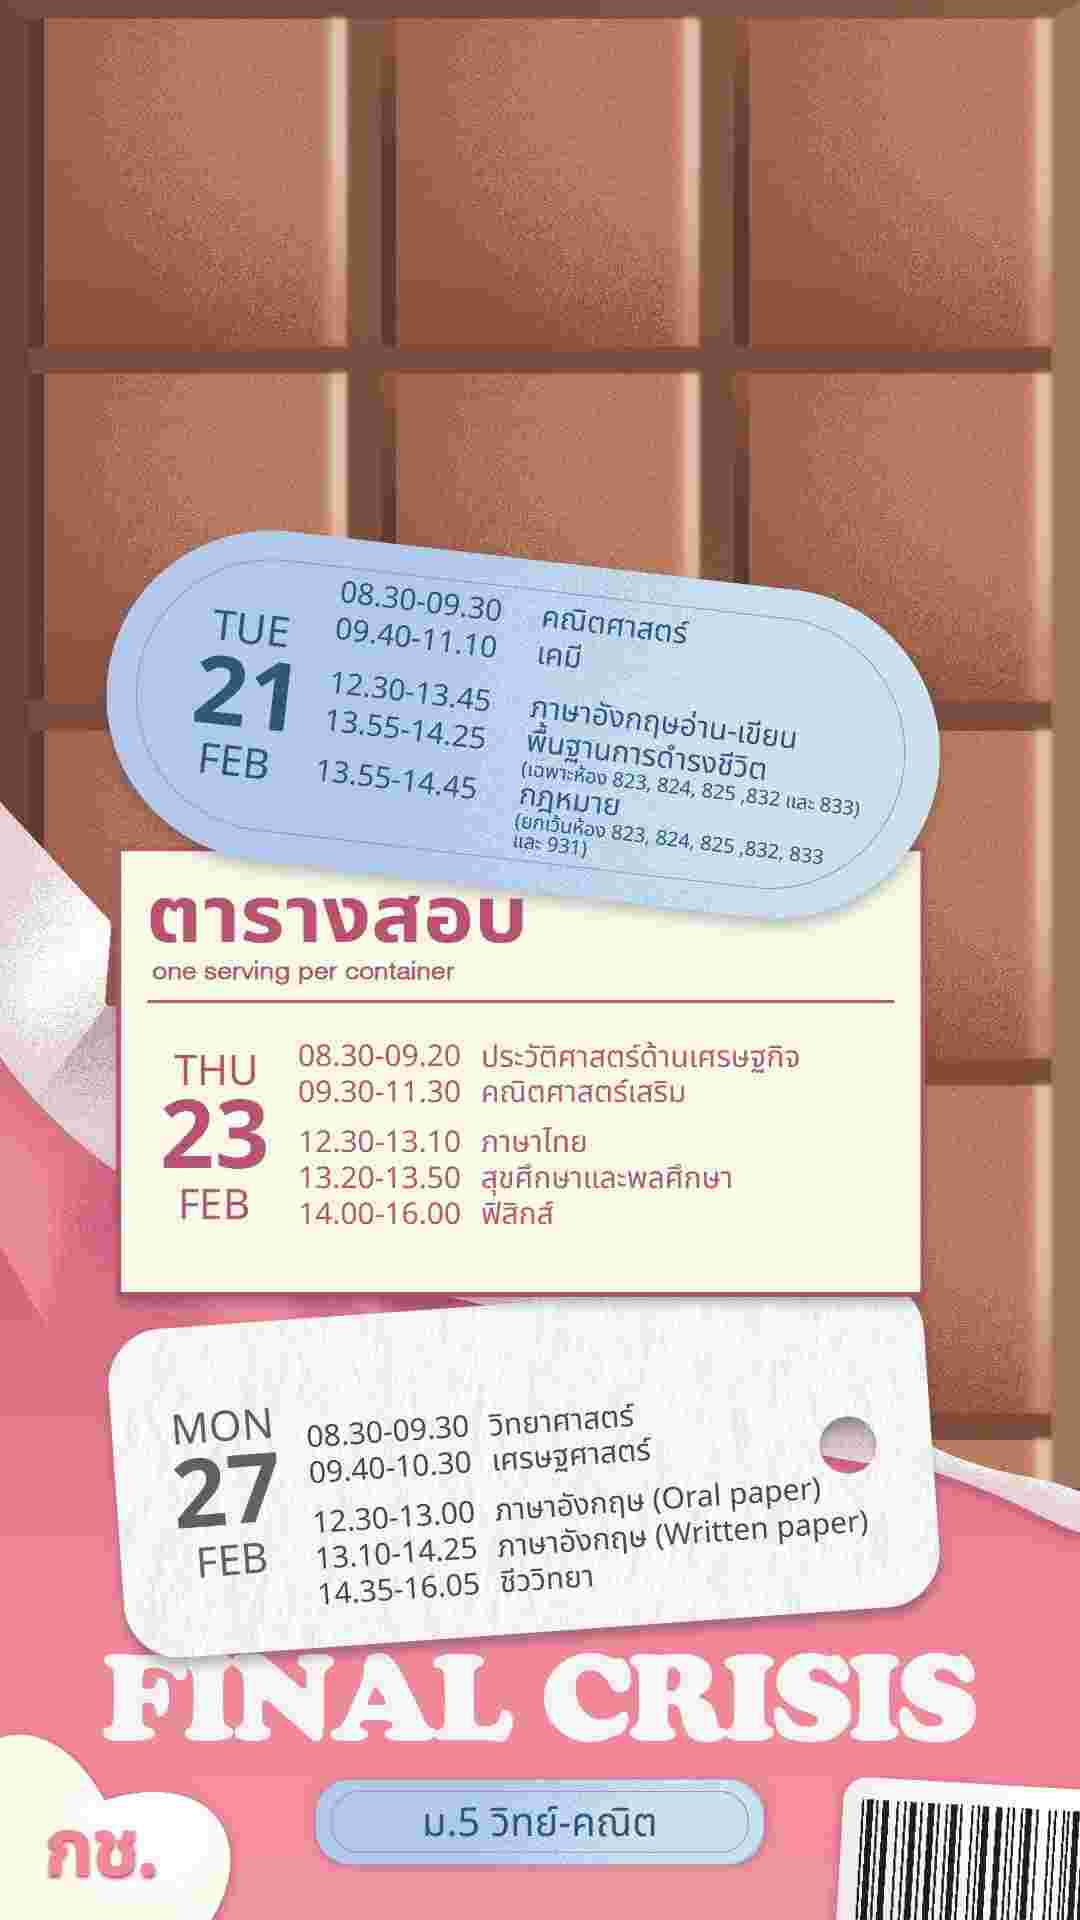 TUE
21
FEB
08.30-09.30 คณิตศาสตร์
09.40-11.10 เคมี
12.30-13.45 ภาษาอังกฤษอ่าน-เขียน
13.55-14.25 พื้นฐานการดำรงชีวิต
(เฉพาะห้อง 823, 824, 825 ,832 และ 833)
13.55-14.45 กฎหมาย
(ยกเว้นห้อง 823, 824, 825 ,832, 833
และ 931)
ตารางสอบ
one serving per container
THU
23
FEB
08.30-09.20 ประวัติศาสตร์ด้านเศรษฐกิจ
09.30-11.30 คณิตศาสตร์เสริม
12.30-13.10 ภาษาไทย
13.20-13.50 สุขศึกษาและพลศึกษา
14.00-16.00 ฟิสิกส์
MON
27
FEB
08.30-09.30 วิทยาศาสตร์
09.40-10.30 เศรษฐศาสตร์
12.30-13.00 ภาษาอังกฤษ (Oral paper)
13.10-14.25 ภาษาอังกฤษ (Written paper)
14.35-16.05 ชีววิทยา
FINAL CRISIS
ม.5 วิทย์-คณิต
กช.